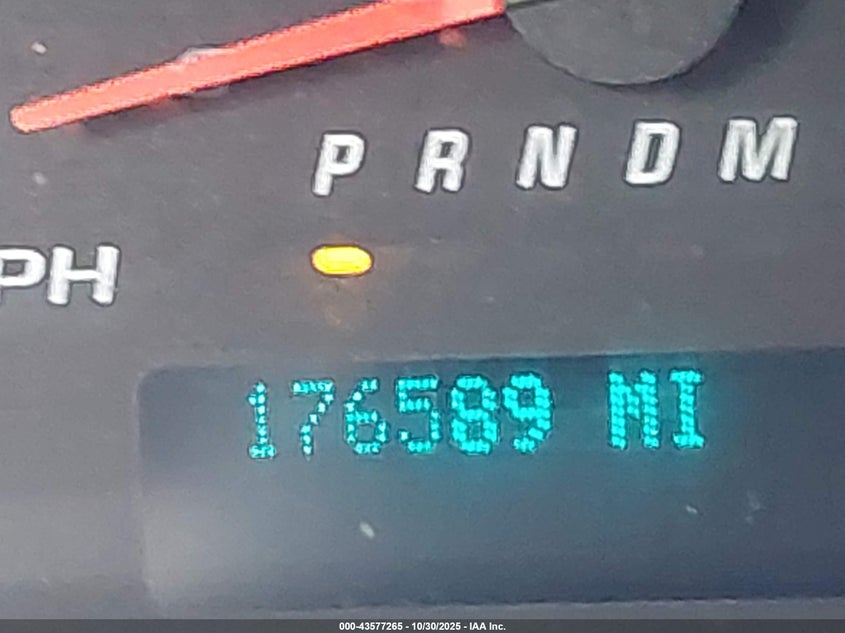 P R N D M
PH
176589 MI
000-43577265 - 10/30/2025 - IAA Inc.